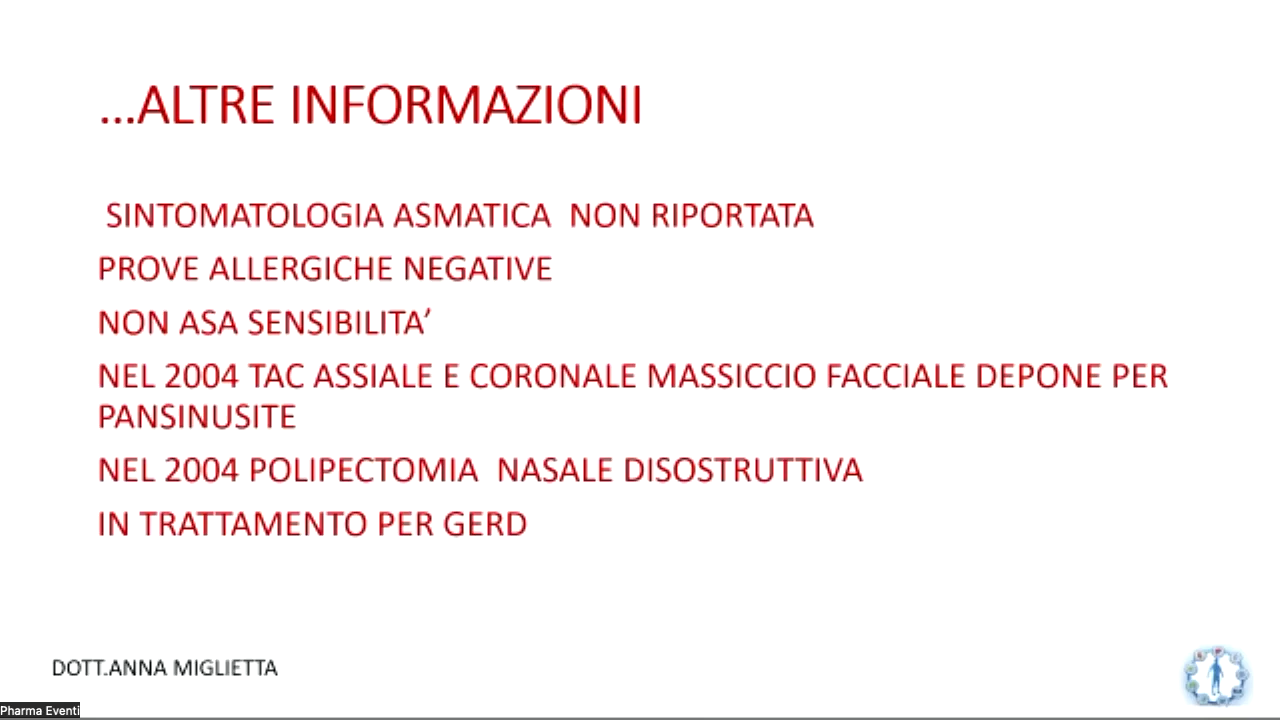 ...ALTRE INFORMAZIONI
SINTOMATOLOGIA ASMATICA NON RIPORTATA
PROVE ALLERGICHE NEGATIVE
NON ASA SENSIBILITA'
NEL 2004 TAC ASSIALE E CORONALE MASSICCIO FACCIALE DEPONE PER
PANSINUSITE
NEL 2004 POLIPECTOMIA NASALE DISOSTRUTTIVA
IN TRATTAMENTO PER GERD
DOTT.ANNA MIGLIETTA
Pharma Eventi